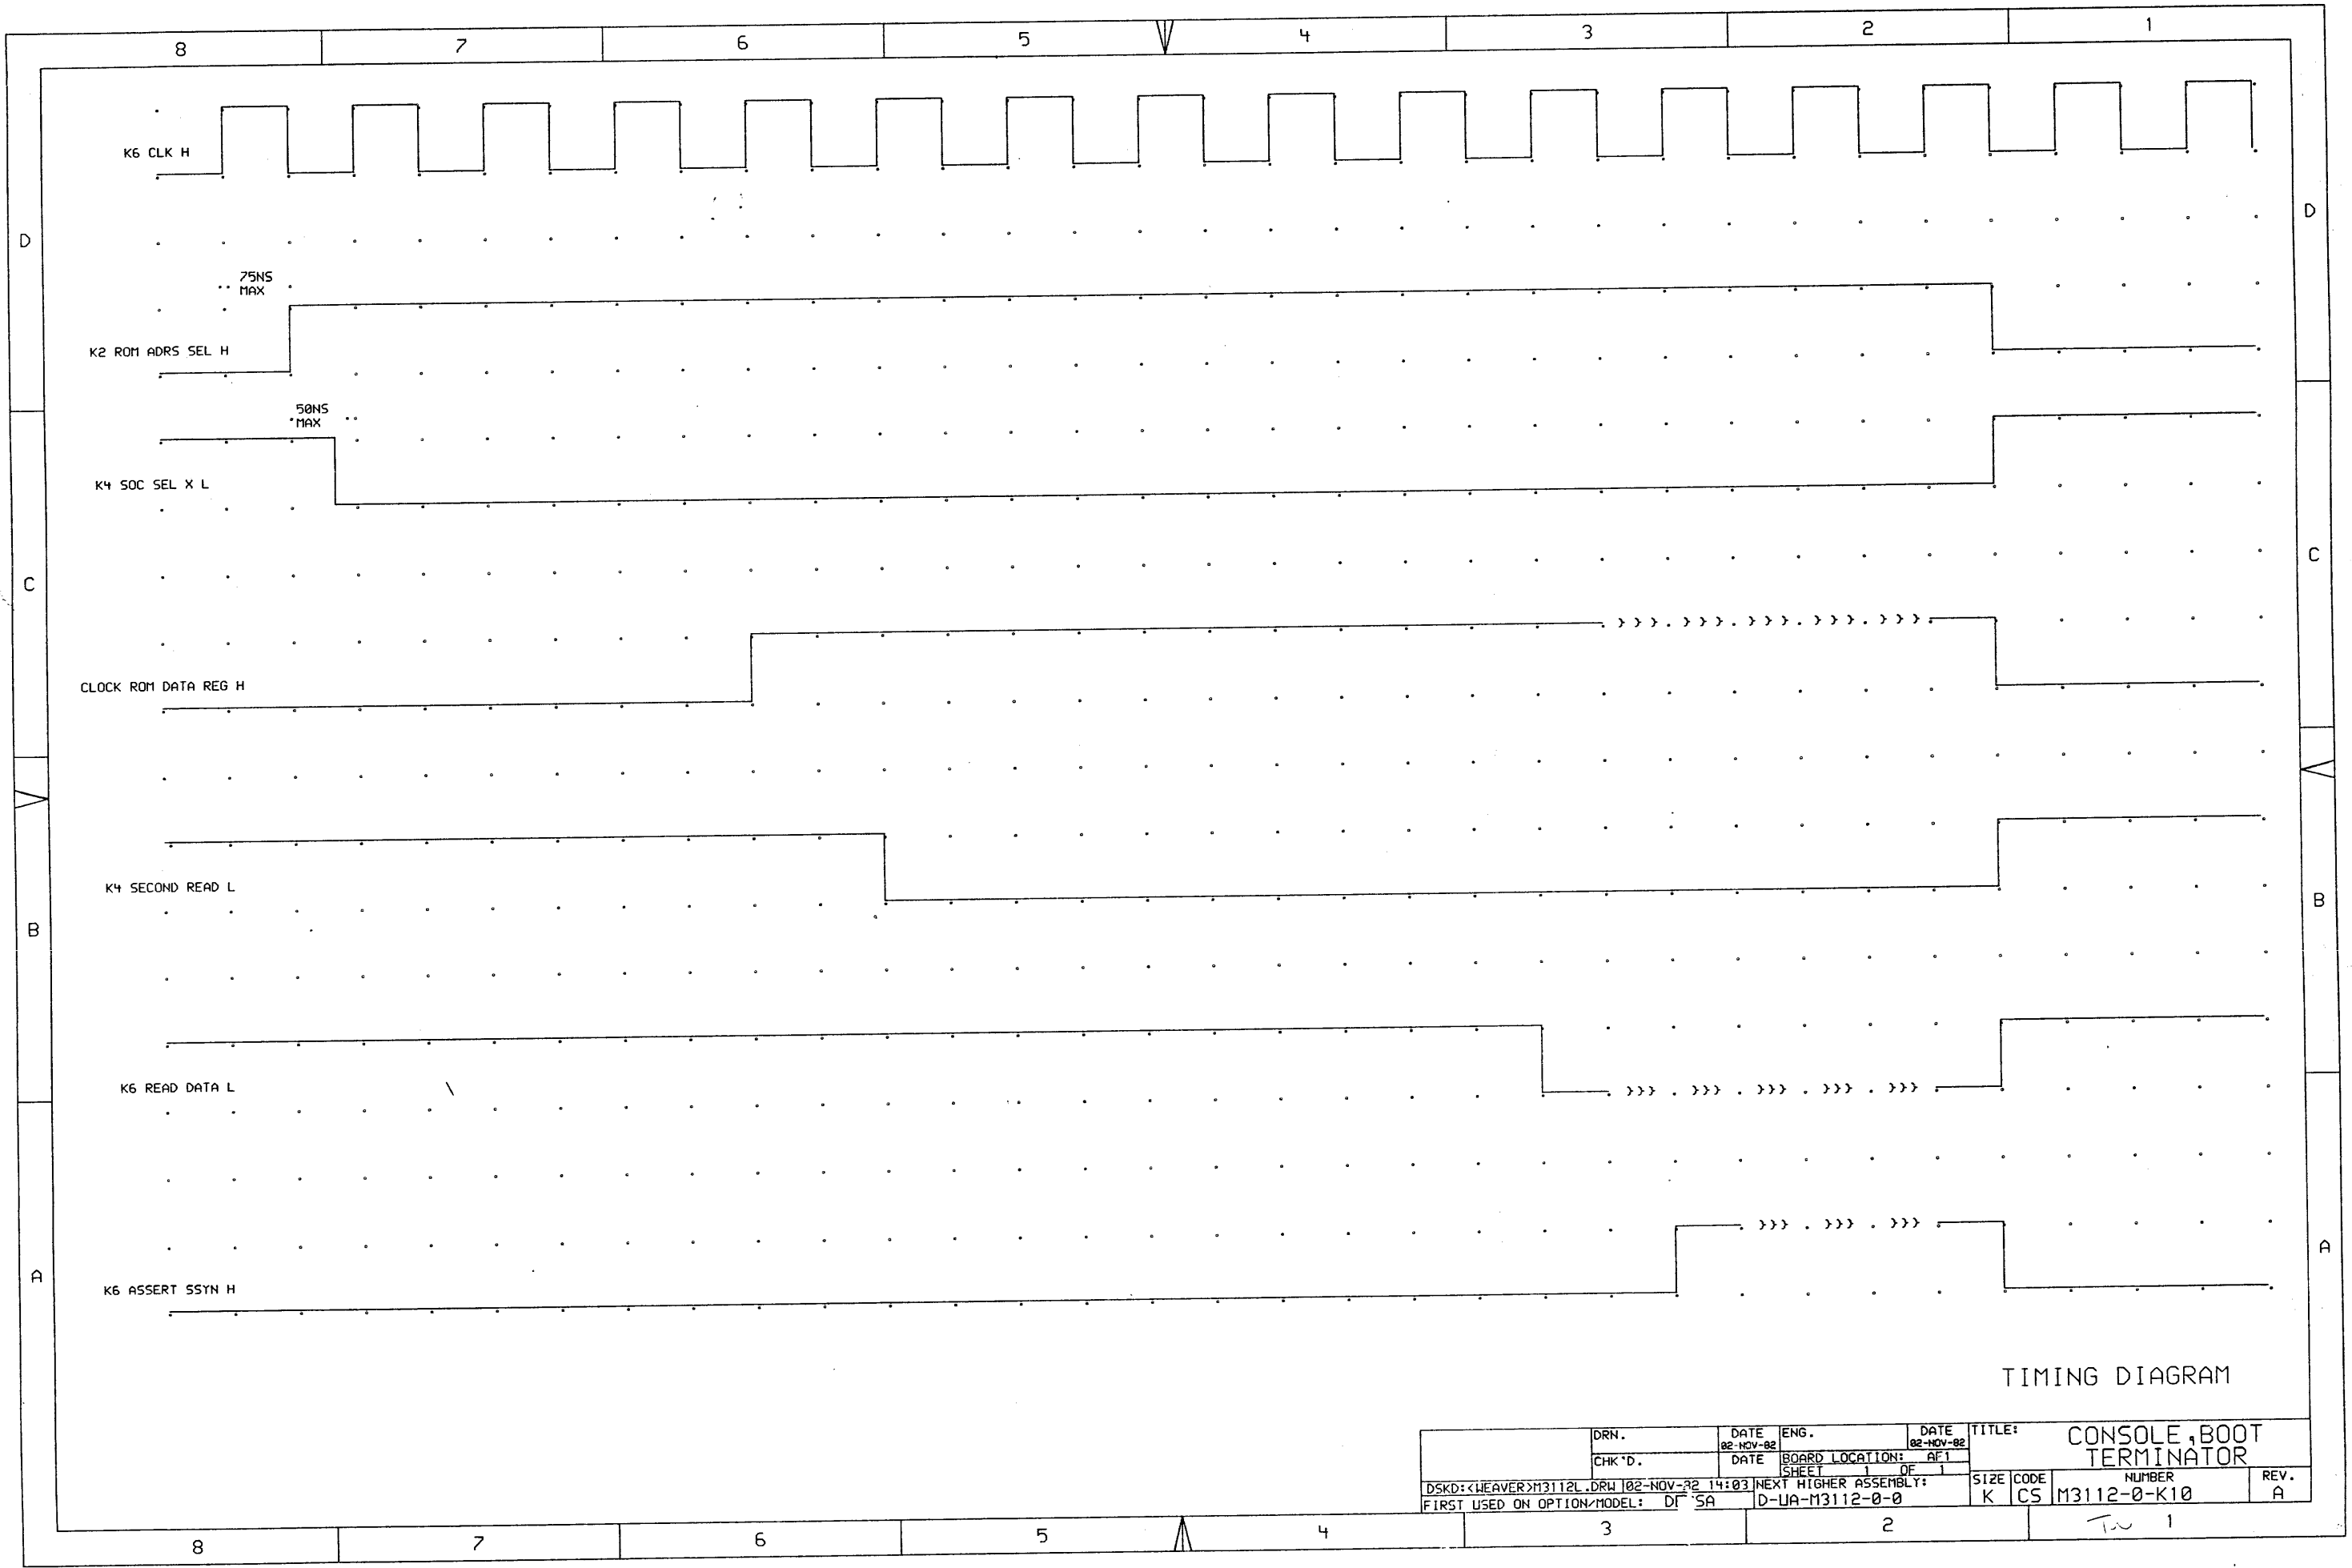 8 7 6 5 4 3 2 1
K6 CLK H
D D
75NS
MAX
K2 ROM ADRS SEL H
50NS
MAX
K4 SOC SEL X L
C C
CLOCK ROM DATA REG H
K4 SECOND READ L
B B
K6 READ DATA L
A A
K6 ASSERT SSYN H
TIMING DIAGRAM
DRN. DATE ENG. DATE TITLE: CONSOLE,BOOT
02-NOV-82 02-NOV-82
CHK'D. DATE BOARD LOCATION: AF1 TERMINATOR
SHEET 1 OF 1
DSKD:<WEAVER>M3112L.DRW 02-NOV-82 14:03 NEXT HIGHER ASSEMBLY: SIZE CODE NUMBER REV.
FIRST USED ON OPTION/MODEL: SA D-UA-M3112-0-0 K CS M3112-0-K10 A
8 7 6 5 4 3 2 1